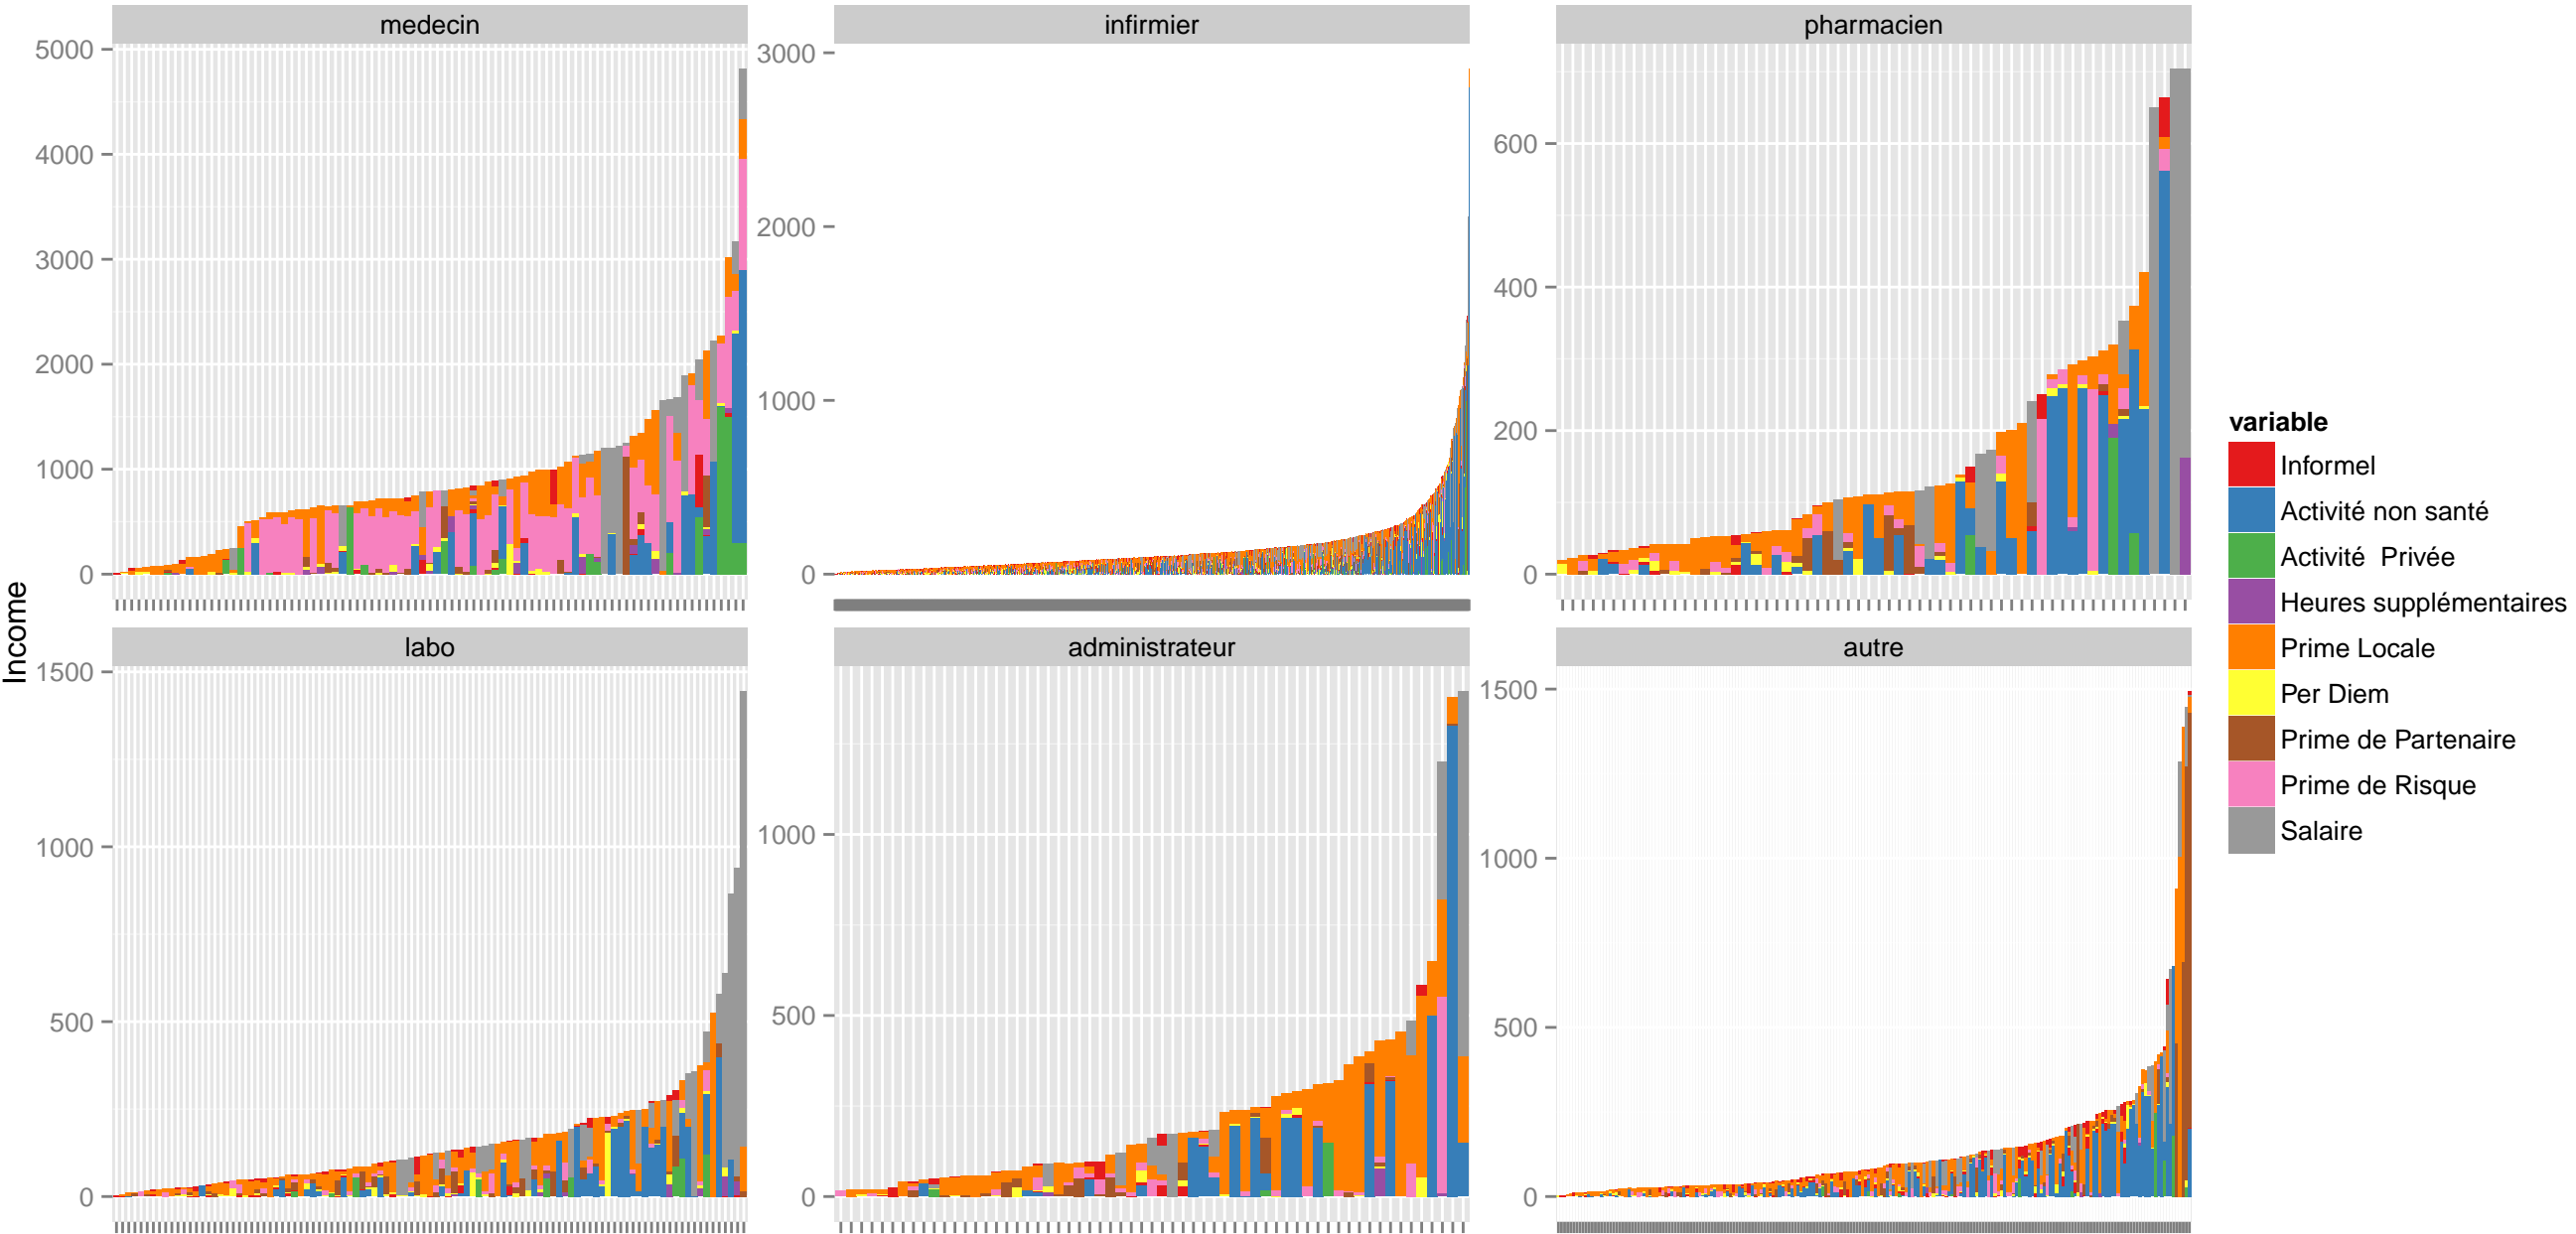 medecin
infirmier
pharmacien
5000
4000
3000
2000
1000
0
3000
2000
1000
0
600
400
200
0
labo
administrateur
autre
1500
1000
500
0
1000
500
0
1500
1000
500
0
Income
variable
Informel
Activité non santé
Activité  Privée
Heures supplémentaires
Prime Locale
Per Diem
Prime de Partenaire
Prime de Risque
Salaire